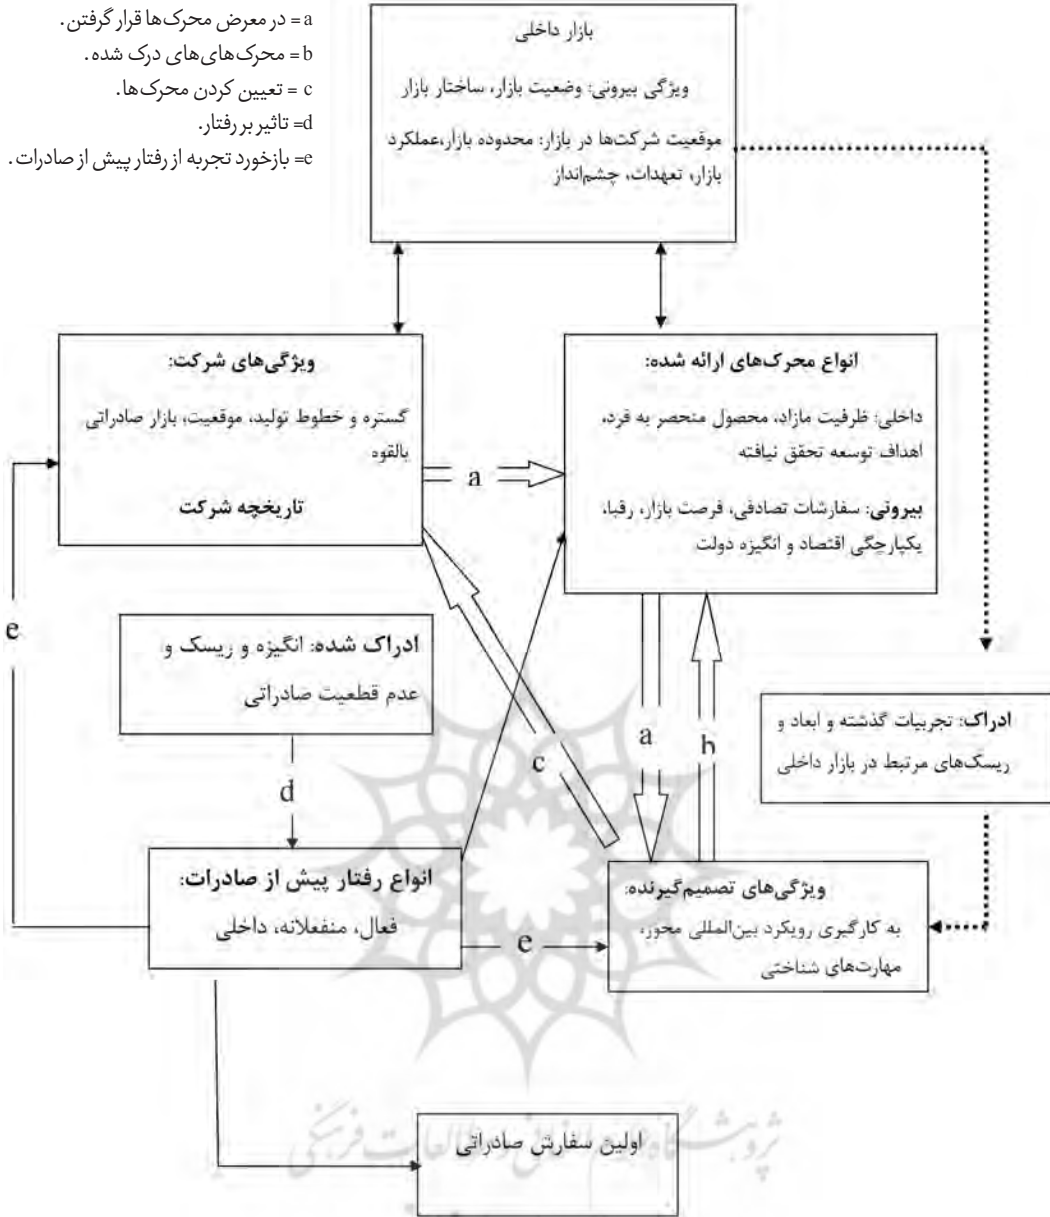 a = در معرض محرک‌ها قرار گرفتن.
b = محرک‌های‌های درک شده.
c = تعیین کردن محرک‌ها.
d= تاثیر بر رفتار.
e= بازخورد تجربه از رفتار پیش از صادرات.
بازار داخلی
ویژگی بیرونی: وضعیت بازار، ساختار بازار
موقعیت شرکت‌ها در بازار: محدوده بازار،عملکرد
بازار، تعهدات، چشم‌انداز
انواع محرک‌های ارائه شده:
داخلی: ظرفیت مازاد، محصول منحصر به فرد،
اهداف توسعه تحقق نیافته
بیرونی: سفارشات تصادفی، فرصت بازار، رقبا،
یکپارچگی اقتصاد و انگیزه دولت
ویژگی‌های شرکت:
گستره و خطوط تولید، موقعیت، بازار صادراتی
بالقوه
تاریخچه شرکت
a
e
ادراک شده: انگیزه و ریسک و
عدم قطعیت صادراتی
d
c
a
b
ادراک: تجربیات گذشته و ابعاد و
ریسک‌های مرتبط در بازار داخلی
انواع رفتار پیش از صادرات:
فعال، منفعلانه، داخلی
e
ویژگی‌های تصمیم‌گیرنده:
به کارگیری رویکرد بین‌المللی محور،
مهارت‌های شناختی
اولین سفارش صادراتی
پژوهشگاه علوم انسانی و مطالعات فرهنگی